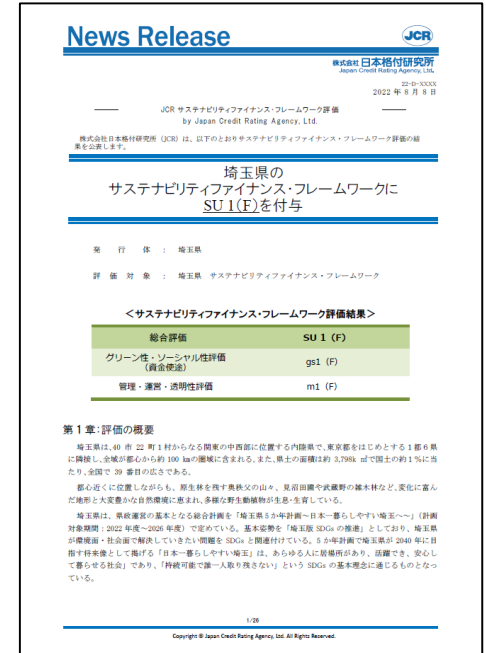 News Release
JCR
株式会社 日本格付研究所
Japan Credit Rating Agency, Ltd.
22-D-XXXX
2022 年 8 月 8 日
JCR サステナビリティファイナンス・フレームワーク評価
by Japan Credit Rating Agency, Ltd.
株式会社日本格付研究所（JCR）は、以下のとおりサステナビリティファイナンス・フレームワーク評価の結
果を公表します。
埼玉県の
サステナビリティファイナンス・フレームワークに
SU 1(F)を付与
発 行 体 ： 埼玉県
評 価 対 象 ： 埼玉県 サステナビリティファイナンス・フレームワーク
＜サステナビリティファイナンス・フレームワーク評価結果＞
総合評価 SU 1（F）
グリーン性・ソーシャル性評価
（資金使途） gs1（F）
管理・運営・透明性評価 m1（F）
第 1 章：評価の概要
埼玉県は、40 市 22 町 1 村からなる関東の中西部に位置する内陸県で、東京都をはじめとする 1 都 6 県
に隣接し、全域が都心から約 100 kmの圏域に含まれる。また、県土の面積は約 3,798k ㎡で国土の約 1％に当
たり、全国で 39 番目の広さである。
都心近くに位置しながらも、原生林を残す奥秩父の山々、見沼田圃や武蔵野の雑木林など、変化に富ん
だ地形と大変豊かな自然環境に恵まれ、多様な野生動植物が生息・生育している。
埼玉県は、県政運営の基本となる総合計画を「埼玉県 5 か年計画～日本一暮らしやすい埼玉へ～」（計画
対象期間：2022 年度～2026 年度）で定めている。基本姿勢を「埼玉版 SDGs の推進」としており、埼玉県
が環境面・社会面で解決していきたい問題を SDGs と関連付けている。5 か年計画で埼玉県が 2040 年に目
指す将来像として掲げる「日本一暮らしやすい埼玉」は、あらゆる人に居場所があり、活躍でき、安心し
て暮らせる社会」であり、「持続可能で誰一人取り残さない」という SDGs の基本理念に通じるものとなっ
ている。
1/26
Copyright © Japan Credit Rating Agency, Ltd. All Rights Reserved.